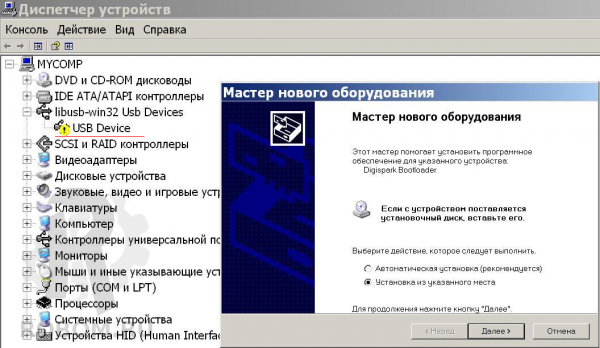 Диспетчер устройств
Консоль Действие Вид Справка
MYCOMP
DVD и CD-ROM дисководы
IDE ATA/ATAPI контроллеры
libusb-win32 Usb Devices
USB Device
SCSI и RAID контроллеры
Видеоадаптеры
Дисковые устройства
Звуковые, видео и игровые уст
Клавиатуры
Компьютер
Контроллеры универсальной по
Мониторы
Мыши и иные указывающие уст
Порты (COM и LPT)
Процессоры
Системные устройства
Устройства HID (Human Interfa
Мастер нового оборудования
Мастер нового оборудования
Этот мастер помогает установить программное
обеспечение для указанного устройства:
Digispark Bootloader
Если с устройством поставляется
установочный диск, вставьте его.
Выберите действие, которое следует выполнить.
Автоматическая установка (рекомендуется)
Установка из указанного места
Для продолжения нажмите кнопку "Далее".
< Назад
Далее >
Отмена